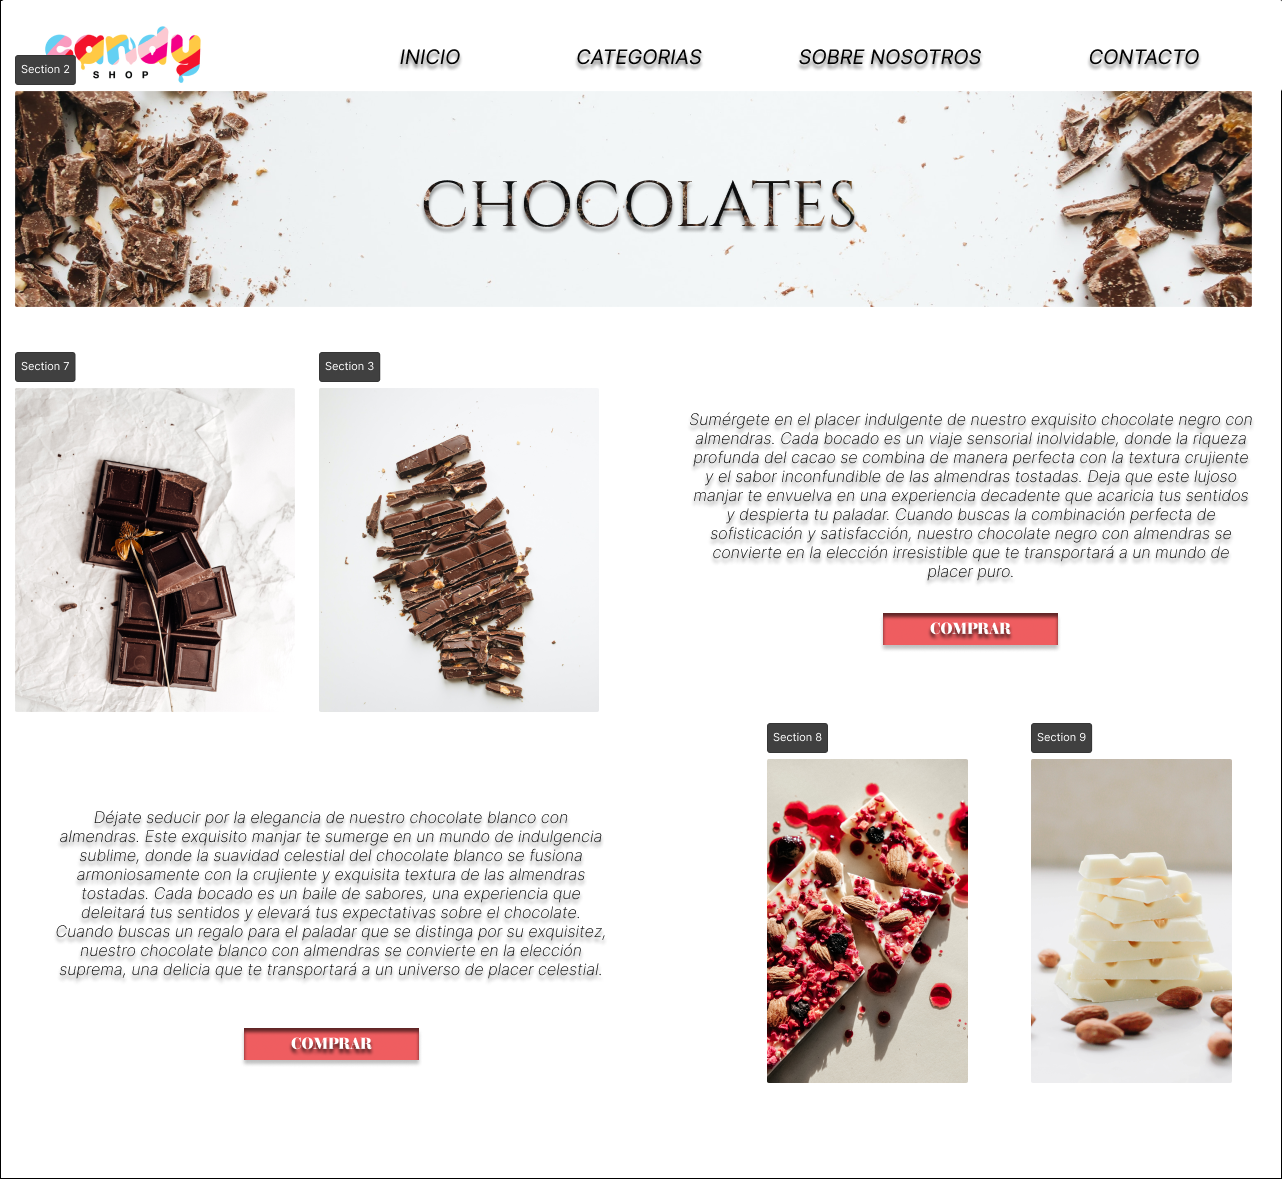 candy
SHOP
INICIO
CATEGORIAS
SOBRE NOSOTROS
CONTACTO
Section 2
CHOCOLATES
Section 7
Section 3
Sumérgete en el placer indulgente de nuestro exquisito chocolate negro con
almendras. Cada bocado es un viaje sensorial inolvidable, donde la riqueza
profunda del cacao se combina de manera perfecta con la textura crujiente
y el sabor inconfundible de las almendras tostadas. Deja que este lujoso
manjar te envuelva en una experiencia decadente que acaricia tus sentidos
y despierta tu paladar. Cuando buscas la combinación perfecta de
sofisticación y satisfacción, nuestro chocolate negro con almendras se
convierte en la elección irresistible que te transportará a un mundo de
placer puro.
COMPRAR
Section 8
Section 9
Déjate seducir por la elegancia de nuestro chocolate blanco con
almendras. Este exquisito manjar te sumerge en un mundo de indulgencia
sublime, donde la suavidad celestial del chocolate blanco se fusiona
armoniosamente con la crujiente y exquisita textura de las almendras
tostadas. Cada bocado es un baile de sabores, una experiencia que
deleitará tus sentidos y elevará tus expectativas sobre el chocolate.
Cuando buscas un regalo para el paladar que se distinga por su exquisitez,
nuestro chocolate blanco con almendras se convierte en la elección
suprema, una delicia que te transportará a un universo de placer celestial.
COMPRAR